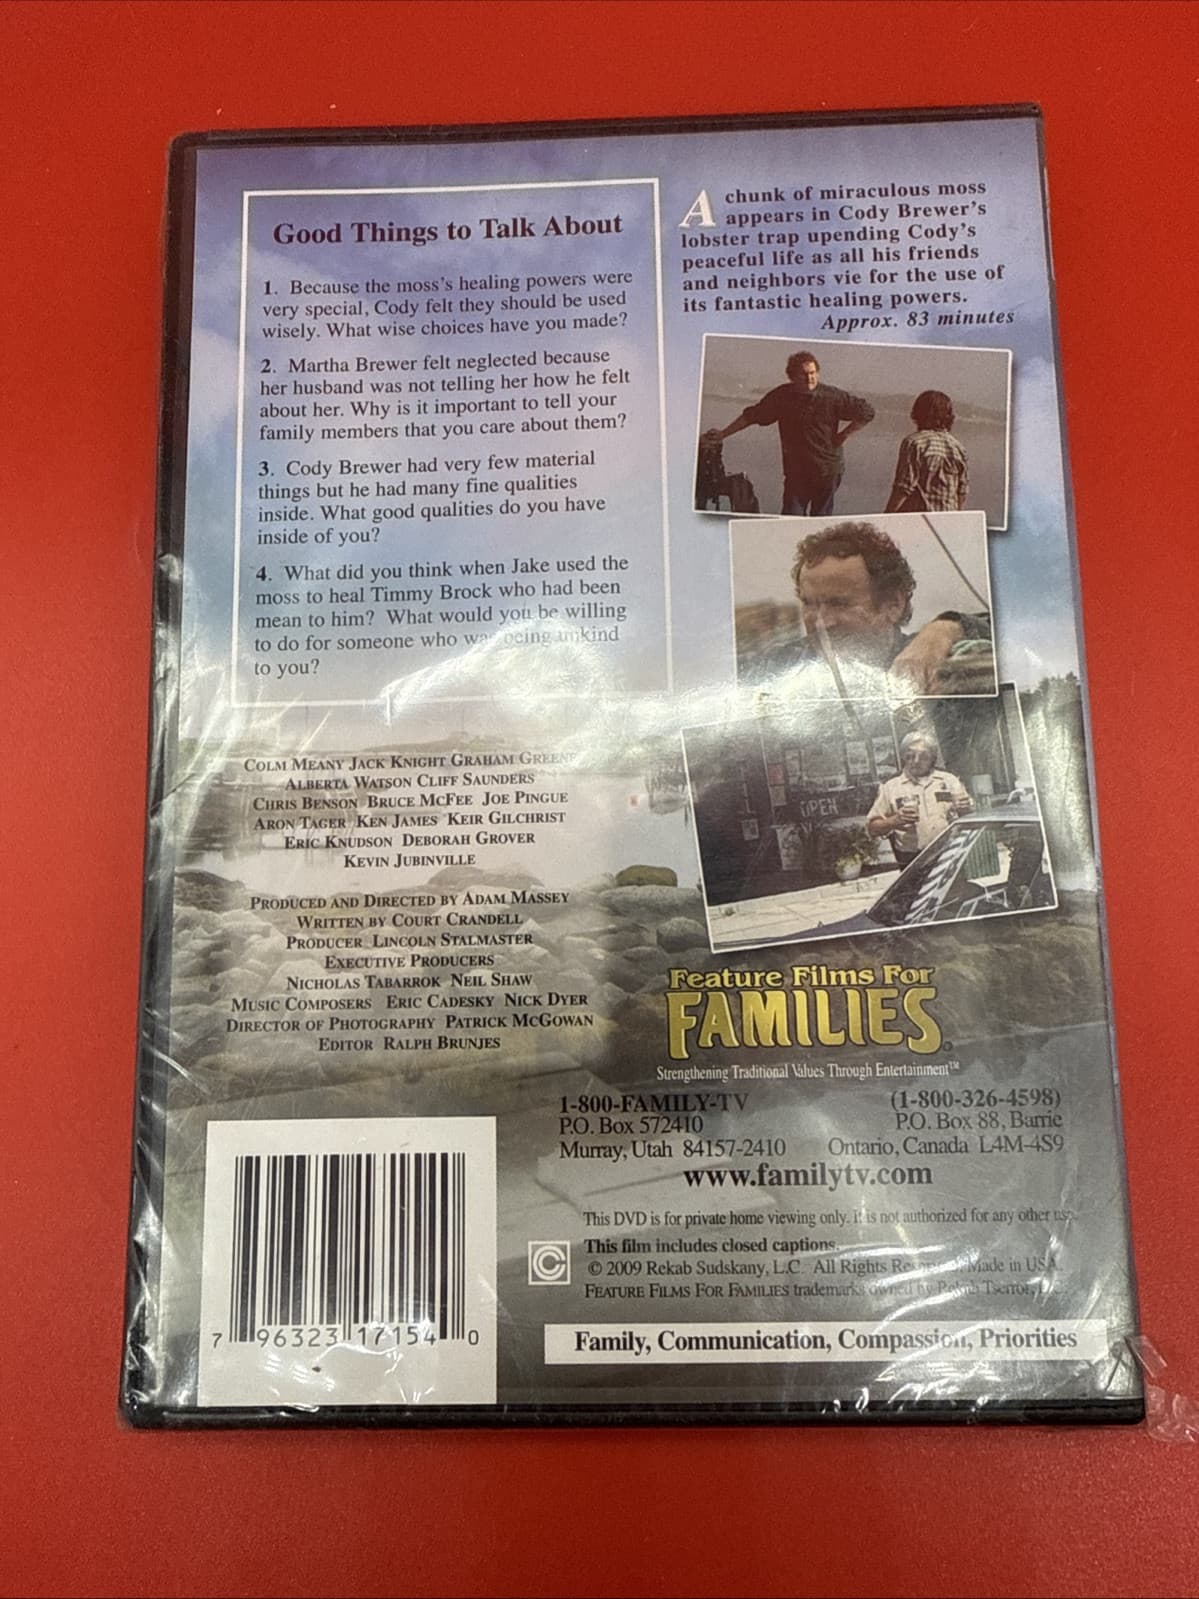 Good Things to Talk About
1. Because the moss's healing powers were
very special, Cody felt they should be used
wisely. What wise choices have you made?
2. Martha Brewer felt neglected because
her husband was not telling her how he felt
about her. Why is it important to tell your
family members that you care about them?
3. Cody Brewer had very few material
things but he had many fine qualities
inside. What good qualities do you have
inside of you?
4. What did you think when Jake used the
moss to heal Timmy Brock who had been
mean to him? What would you be willing
to do for someone who was being unkind
to you?
A chunk of miraculous moss
appears in Cody Brewer's
lobster trap upending Cody's
peaceful life as all his friends
and neighbors vie for the use of
its fantastic healing powers.
Approx. 83 minutes
OPEN
COLM MEANY JACK KNIGHT GRAHAM GREENE
ALBERTA WATSON CLIFF SAUNDERS
CHRIS BENSON BRUCE MCFEE JOE PINGUE
ARON TAGER KEN JAMES KEIR GILCHRIST
ERIC KNUDSON DEBORAH GROVER
KEVIN JUBINVILLE
PRODUCED AND DIRECTED BY ADAM MASSEY
WRITTEN BY COURT CRANDELL
PRODUCER LINCOLN STALMASTER
EXECUTIVE PRODUCERS
NICHOLAS TABARROK NEIL SHAW
MUSIC COMPOSERS ERIC CADESKY NICK DYER
DIRECTOR OF PHOTOGRAPHY PATRICK MCGOWAN
EDITOR RALPH BRUNJES
Feature Films For
FAMILIES
Strengthening Traditional Values Through Entertainment™
1-800-FAMILY-TV (1-800-326-4598)
P.O. Box 572410 P.O. Box 88, Barrie
Murray, Utah 84157-2410 Ontario, Canada L4M-4S9
www.familytv.com
This DVD is for private home viewing only. It is not authorized for any other use.
This film includes closed captions.
© 2009 Rekab Sudskany, L.C. All Rights Reserved. Made in USA.
FEATURE FILMS FOR FAMILIES trademarks owned by
Family, Communication, Compassion, Priorities
7 96323 17154 0